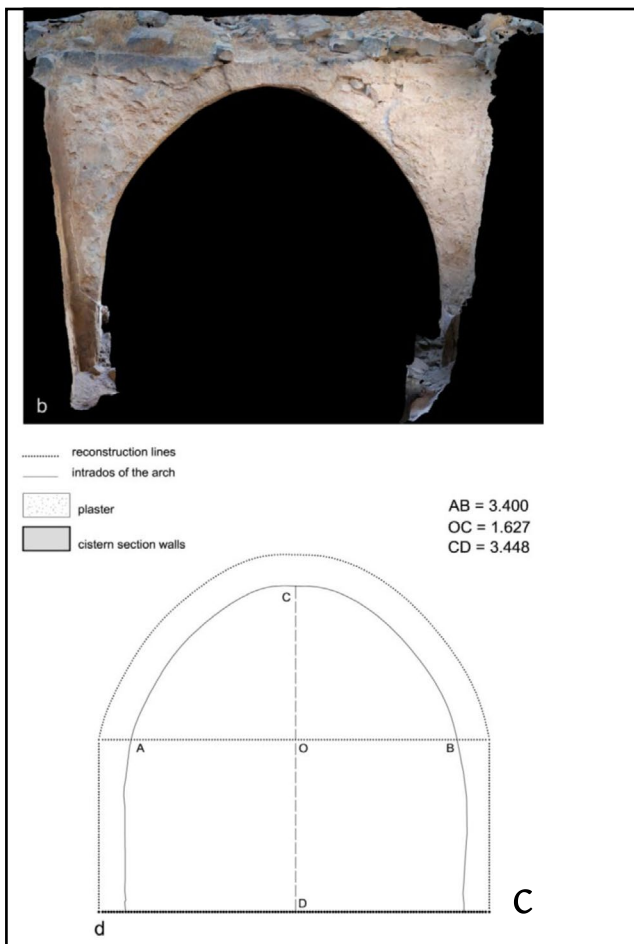 b
reconstruction lines
intrados of the arch
plaster
cistern section walls
AB = 3.400
OC = 1.627
CD = 3.448
C
A
O
B
D
d
C